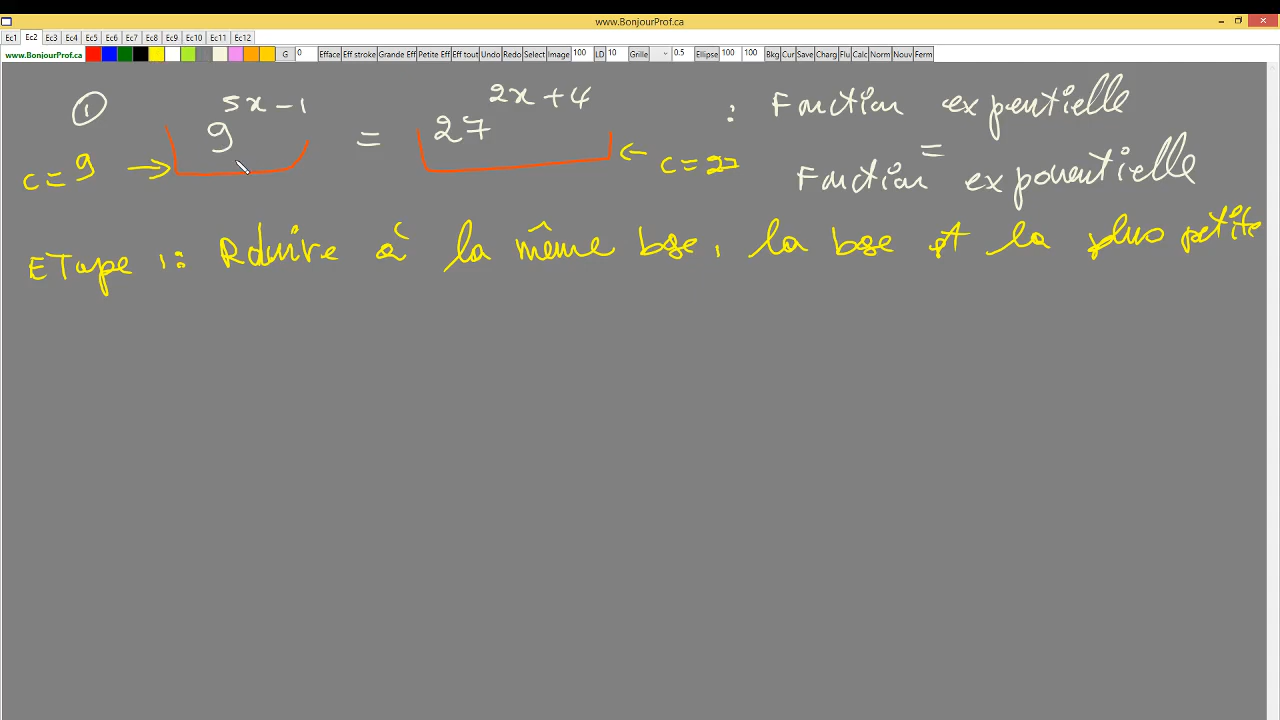 www.BonjourProf.ca
Ec1 Ec2 Ec3 Ec4 Ec5 Ec6 Ec7 Ec8 Ec9 Ec10 Ec11 Ec12
www.BonjourProf.ca G 0 Efface Eff stroke Grande Eff Petite Eff Eff tout Undo Redo Select Image 100 LD 10 Grille 0.5 Ellipse 100 100 Bkg Cur Save Charg Flu Calc Norm Nouv Ferm
① 9^(5x-1) = 27^(2x+4) : Fonction expentielle
=
c = 9 → ← c = 27 Fonction exponentielle
ETape 1: Rduire à la même base, la base et la plus petite